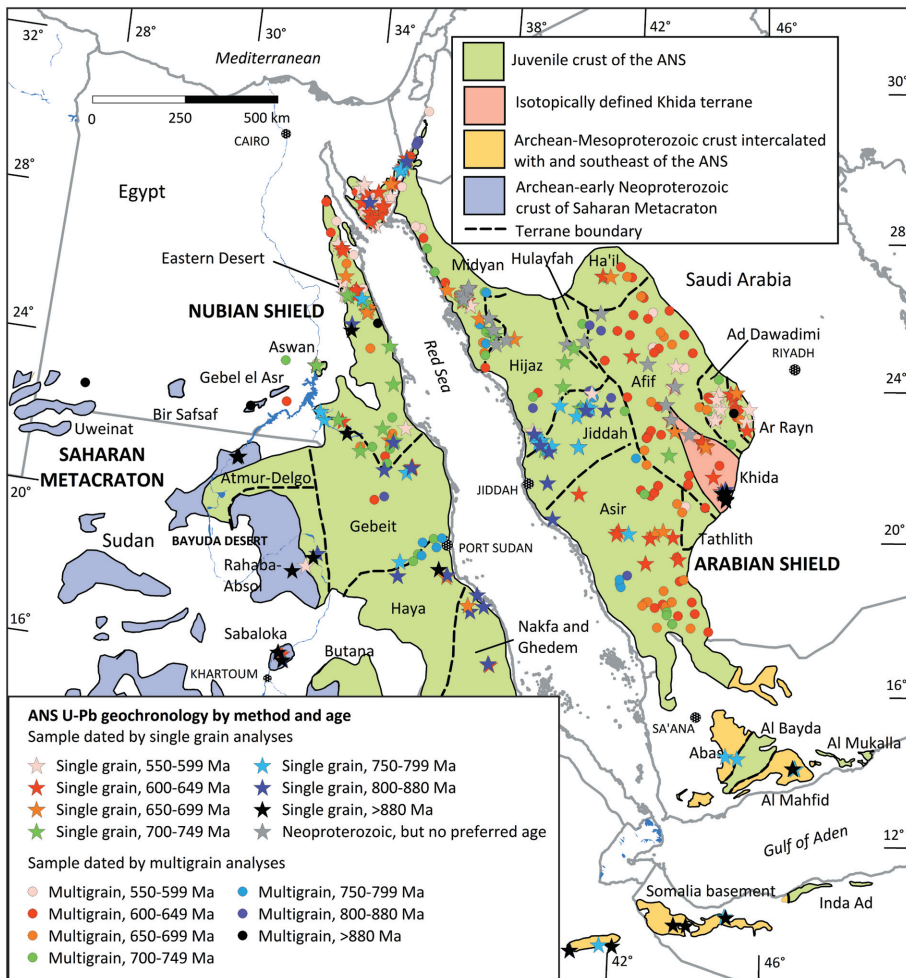 32°
28°
30°
34°
42°
46°
Mediterranean
0
250
500 km
CAIRO
30°
28°
Egypt
Juvenile crust of the ANS
Isotopically defined Khida terrane
Archean-Mesoproterozoic crust intercalated
with and southeast of the ANS
Archean-early Neoproterozoic
crust of Saharan Metacraton
Terrane boundary
28°
Eastern Desert
Midyan
Hulayfah
Ha'il
Saudi Arabia
24°
NUBIAN SHIELD
Red Sea
Ad Dawadimi
RIYADH
Aswan
Gebel el Asr
Hijaz
Afif
24°
Bir Safsaf
Uweinat
Jiddah
Ar Rayn
SAHARAN
METACRATON
20°
Atmur-Delgo
JIDDAH
Khida
Sudan
BAYUDA DESERT
Gebeit
Asir
Tathlith
20°
PORT SUDAN
Rahaba-
Absol
ARABIAN SHIELD
16°
Haya
Sabaloka
Nakfa and
Ghedem
KHARTOUM
Butana
16°
SA'ANA
Al Bayda
Abas
Al Mukalla
Al Mahfid
Gulf of Aden
12°
Somalia basement
Inda Ad
42°
46°
ANS U-Pb geochronology by method and age
Sample dated by single grain analyses
Single grain, 550-599 Ma
Single grain, 600-649 Ma
Single grain, 650-699 Ma
Single grain, 700-749 Ma
Single grain, 750-799 Ma
Single grain, 800-880 Ma
Single grain, >880 Ma
Neoproterozoic, but no preferred age
Sample dated by multigrain analyses
Multigrain, 550-599 Ma
Multigrain, 600-649 Ma
Multigrain, 650-699 Ma
Multigrain, 700-749 Ma
Multigrain, 750-799 Ma
Multigrain, 800-880 Ma
Multigrain, >880 Ma